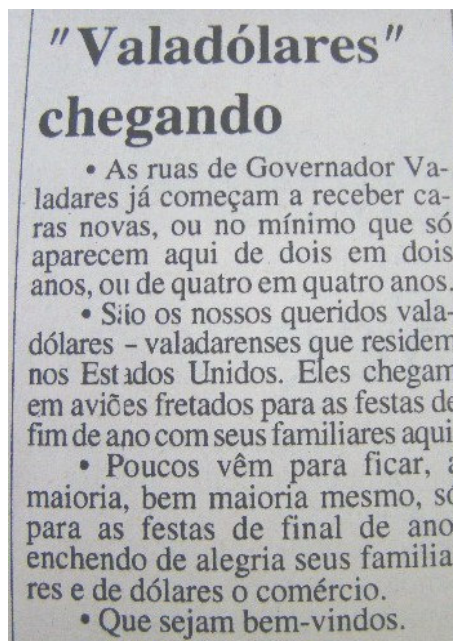 "Valadólares"
chegando
• As ruas de Governador Va-
ladares já começam a receber ca-
ras novas, ou no mínimo que só
aparecem aqui de dois em dois
anos, ou de quatro em quatro anos.
• São os nossos queridos vala-
dólares – valadarenses que residem
nos Estados Unidos. Eles chegam
em aviões fretados para as festas de
fim de ano com seus familiares aqui
• Poucos vêm para ficar, a
maioria, bem maioria mesmo, só
para as festas de final de ano
enchendo de alegria seus familia
res e de dólares o comércio.
• Que sejam bem-vindos.